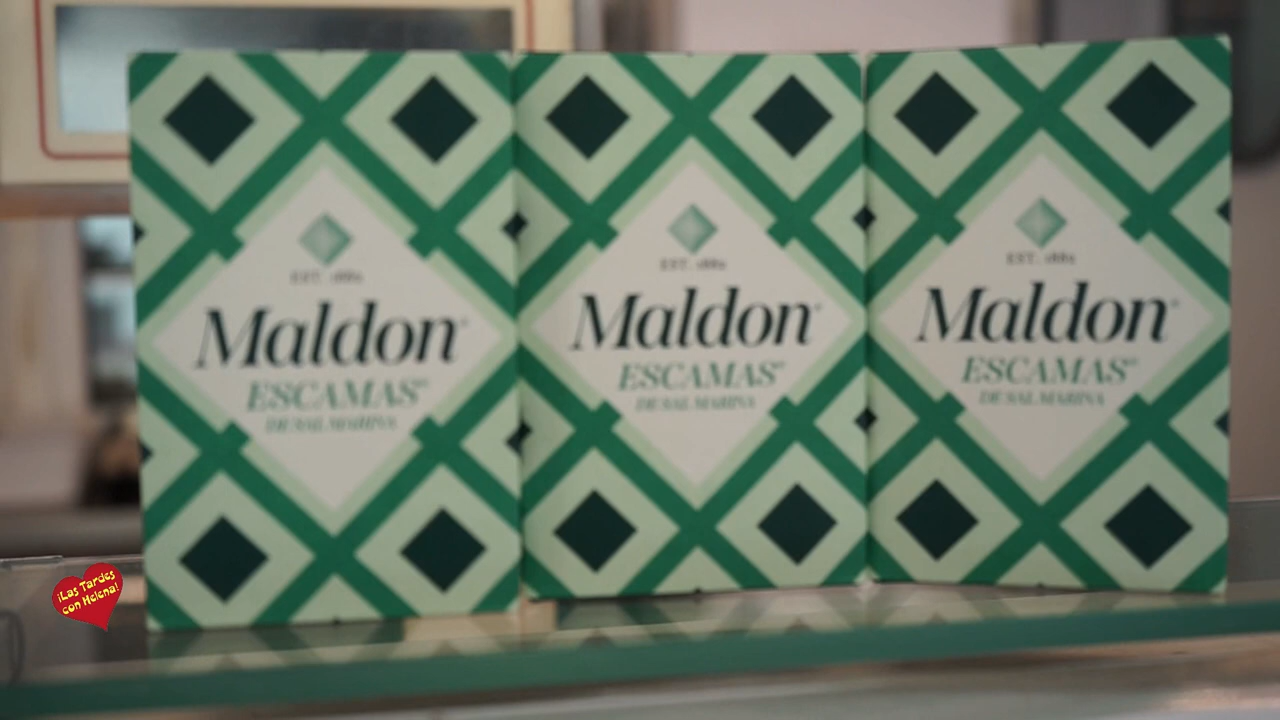 EST. 1882
Maldon
ESCAMAS
DE SAL MARINA
EST. 1882
Maldon
ESCAMAS
DE SAL MARINA
EST. 1882
Maldon
ESCAMAS
DE SAL MARINA
¡Las Tardes
con Helena!